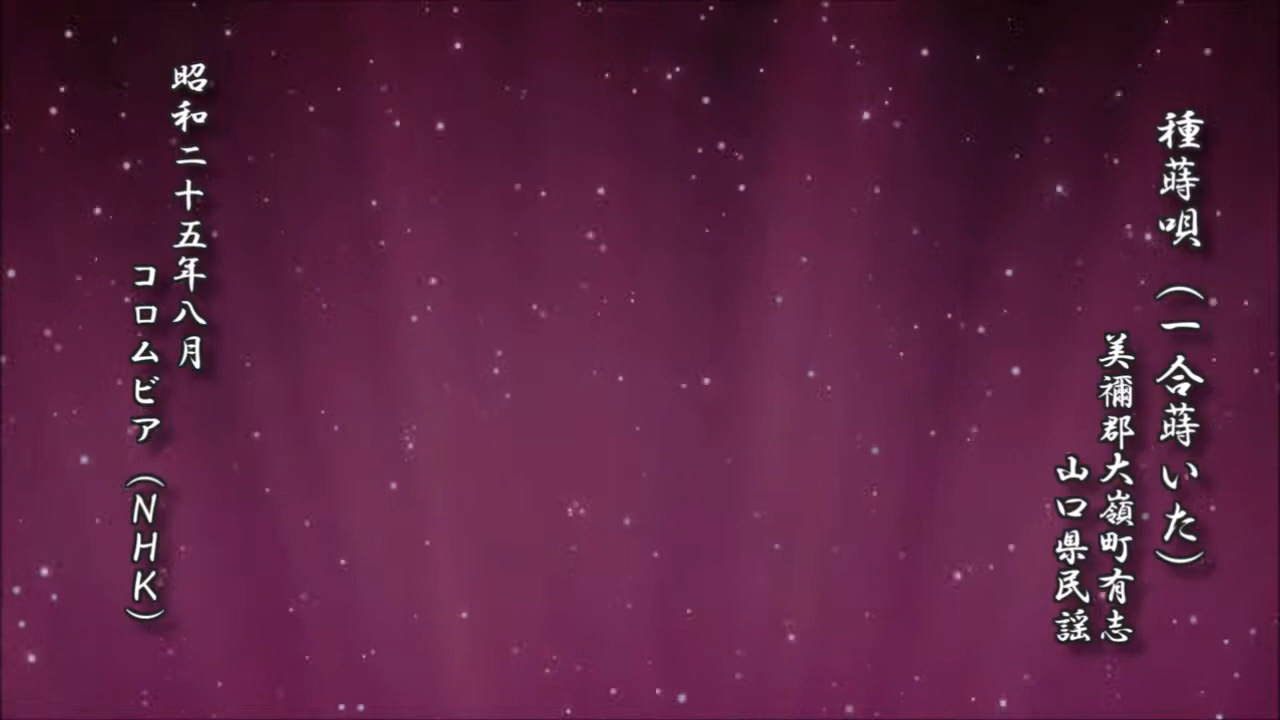 種蒔唄（一合蒔いた）
美禰郡大嶺町有志
山口県民謡
昭和二十五年八月
コロムビア（ＮＨＫ）